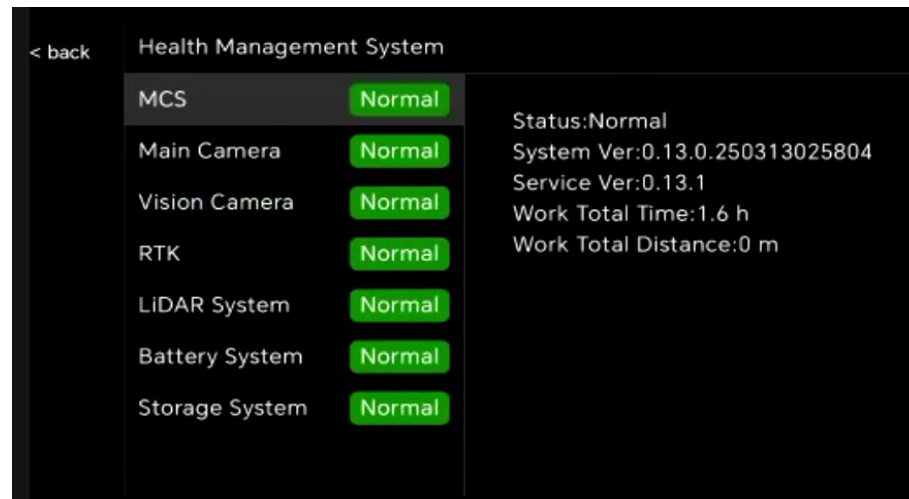 < back
Health Management System
MCS Normal
Main Camera Normal
Vision Camera Normal
RTK Normal
LiDAR System Normal
Battery System Normal
Storage System Normal
Status:Normal
System Ver:0.13.0.250313025804
Service Ver:0.13.1
Work Total Time:1.6 h
Work Total Distance:0 m